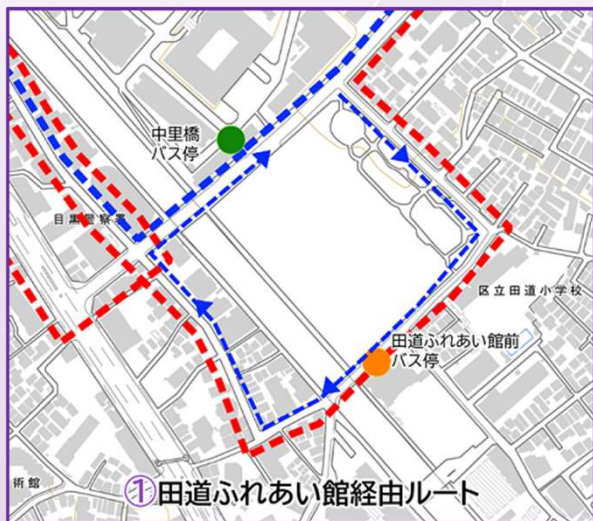 中里橋
バス停
目黒警察署
区立田道小学校
田道ふれあい館前
バス停
術館
①田道ふれあい館経由ルート